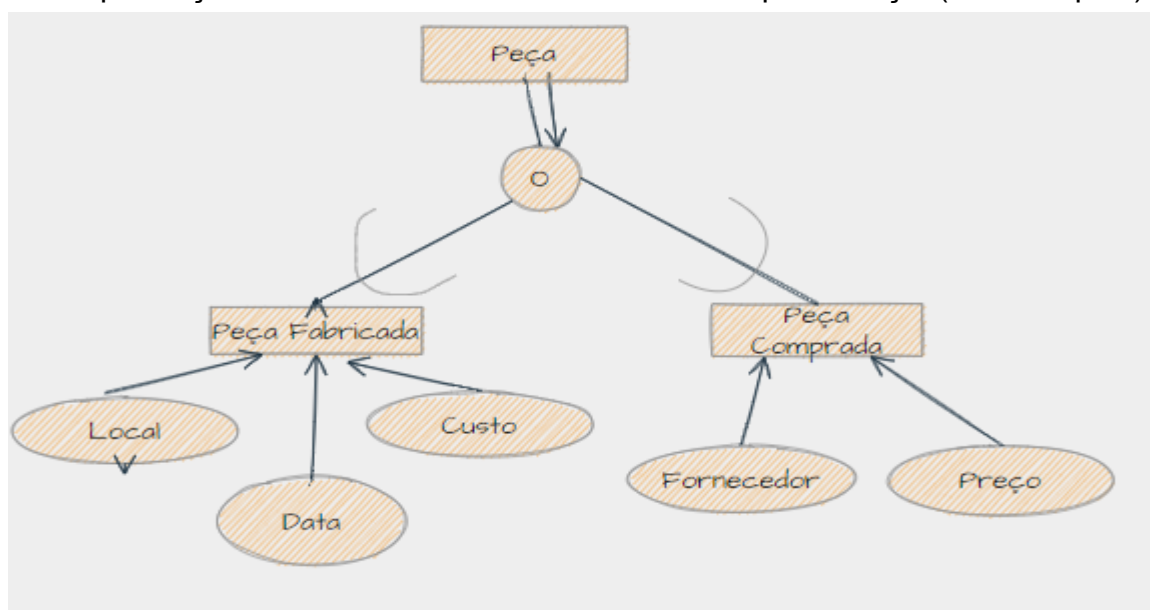 Peça
O
Peça Fabricada
Peça
Comprada
Local
Custo
Data
Fornecedor
Preço